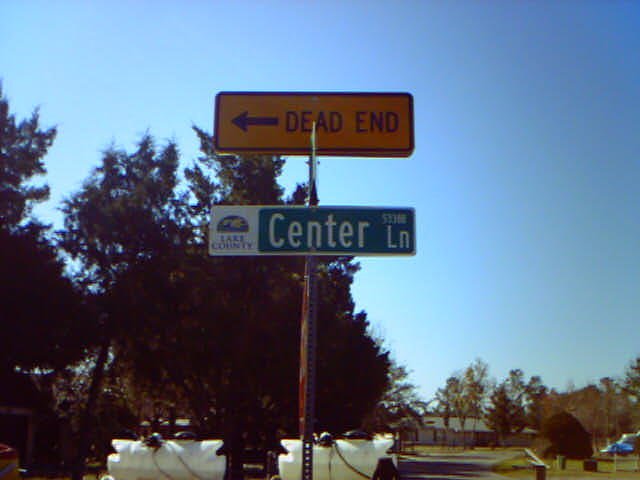 DEAD END
LAKE
COUNTY
Center Ln